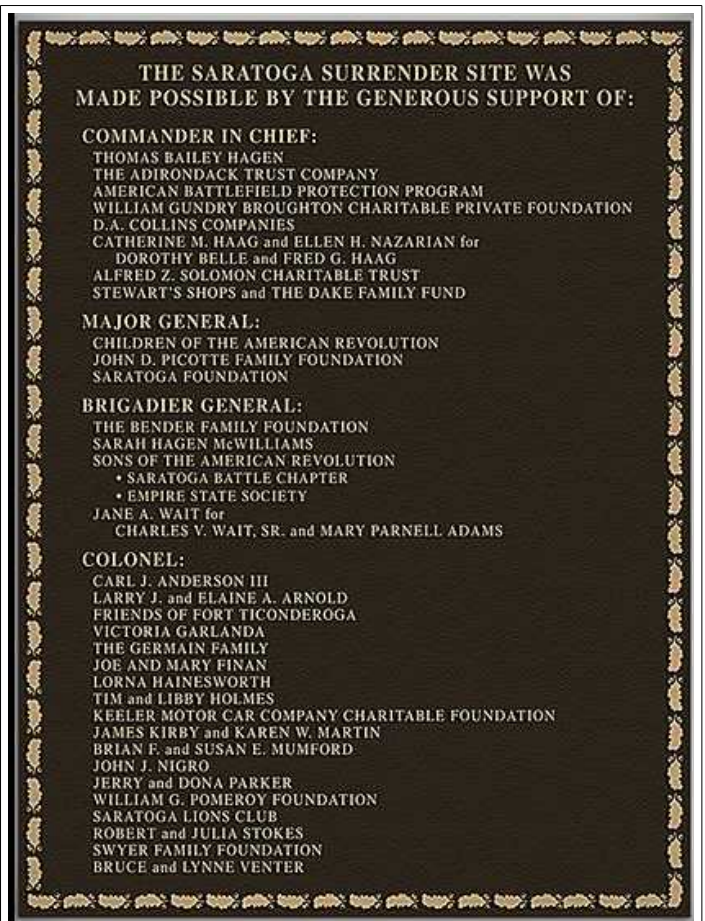 THE SARATOGA SURRENDER SITE WAS
MADE POSSIBLE BY THE GENEROUS SUPPORT OF:
COMMANDER IN CHIEF:
THOMAS BAILEY HAGEN
THE ADIRONDACK TRUST COMPANY
AMERICAN BATTLEFIELD PROTECTION PROGRAM
WILLIAM GUNDRY BROUGHTON CHARITABLE PRIVATE FOUNDATION
D.A. COLLINS COMPANIES
CATHERINE M. HAAG and ELLEN H. NAZARIAN for
DOROTHY BELLE and FRED G. HAAG
ALFRED Z. SOLOMON CHARITABLE TRUST
STEWART'S SHOPS and THE DAKE FAMILY FUND
MAJOR GENERAL:
CHILDREN OF THE AMERICAN REVOLUTION
JOHN D. PICOTTE FAMILY FOUNDATION
SARATOGA FOUNDATION
BRIGADIER GENERAL:
THE BENDER FAMILY FOUNDATION
SARAH HAGEN McWILLIAMS
SONS OF THE AMERICAN REVOLUTION
• SARATOGA BATTLE CHAPTER
• EMPIRE STATE SOCIETY
JANE A. WAIT for
CHARLES V. WAIT, SR. and MARY PARNELL ADAMS
COLONEL:
CARL J. ANDERSON III
LARRY J. and ELAINE A. ARNOLD
FRIENDS OF FORT TICONDEROGA
VICTORIA GARLANDA
THE GERMAIN FAMILY
JOE AND MARY FINAN
LORNA HAINESWORTH
TIM and LIBBY HOLMES
KEELER MOTOR CAR COMPANY CHARITABLE FOUNDATION
JAMES KIRBY and KAREN W. MARTIN
BRIAN F. and SUSAN E. MUMFORD
JOHN J. NIGRO
JERRY and DONA PARKER
WILLIAM G. POMEROY FOUNDATION
SARATOGA LIONS CLUB
ROBERT and JULIA STOKES
SWYER FAMILY FOUNDATION
BRUCE and LYNNE VENTER